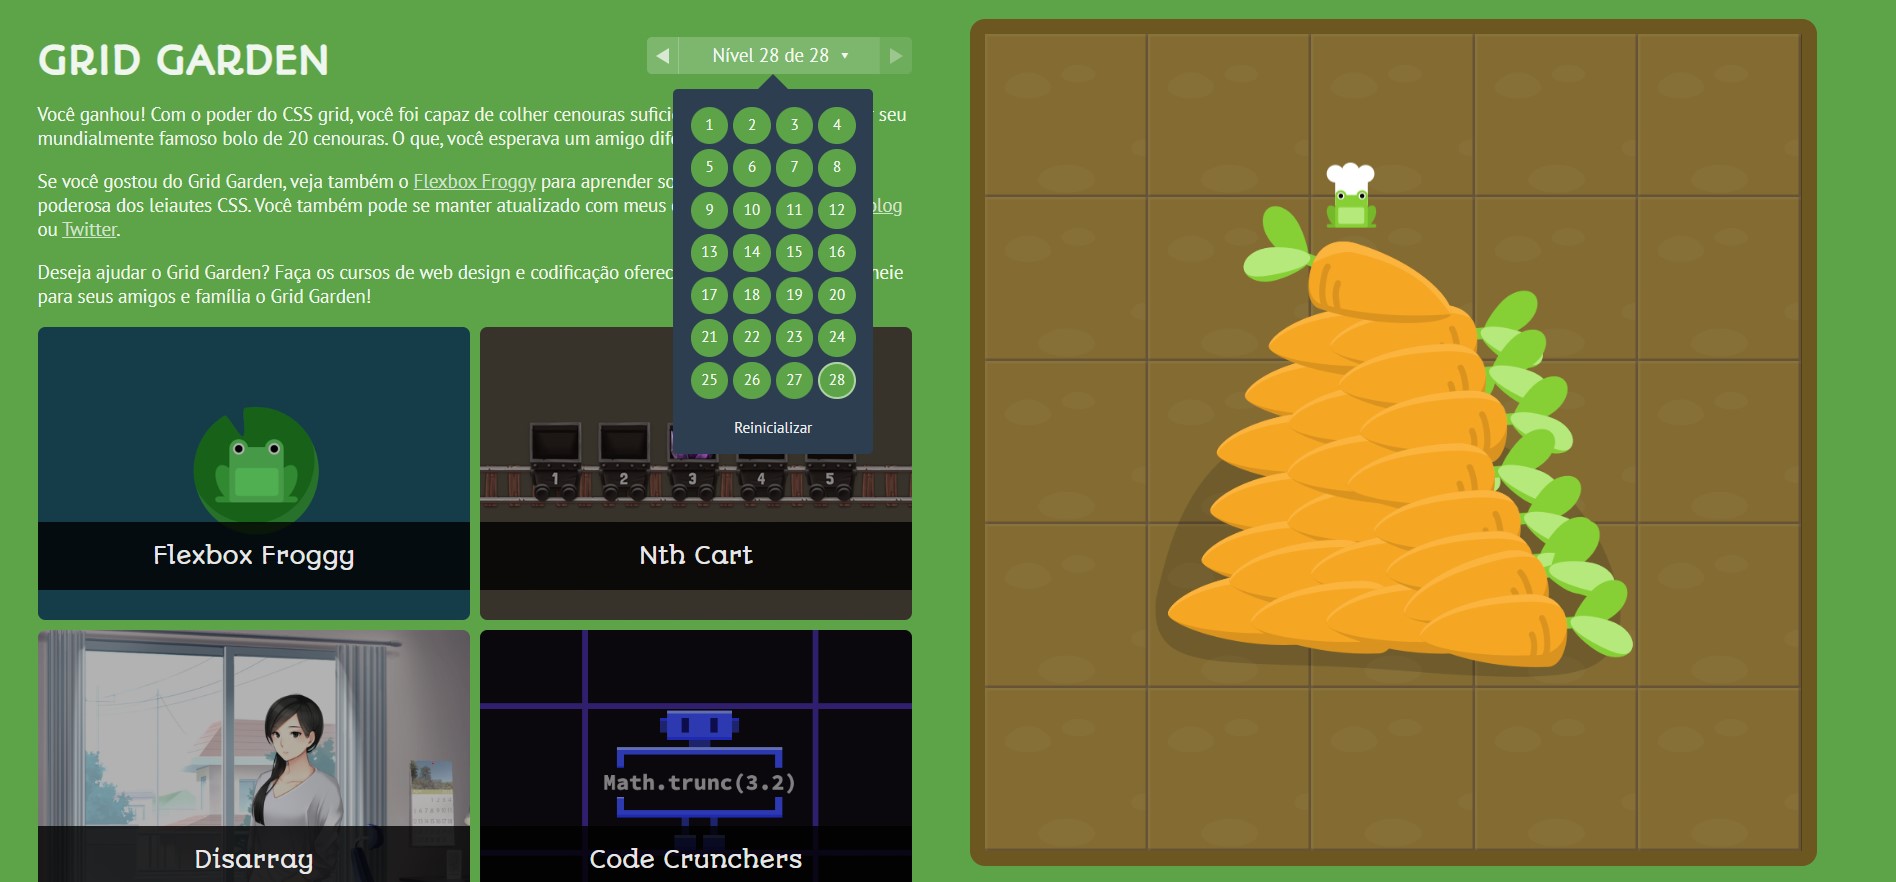 GRID GARDEN
Nível 28 de 28
Você ganhou! Com o poder do CSS grid, você foi capaz de colher cenouras seu
mundialmente famoso bolo de 20 cenouras. O que, você esperava um amigo
Se você gostou do Grid Garden, veja também o Flexbox Froggy para aprender
poderosa dos leiautes CSS. Você também pode se manter atualizado com meus
ou Twitter.
Deseja ajudar o Grid Garden? Faça os cursos de web design e codificação
para seus amigos e família o Grid Garden!
1 2 3 4
5 6 7 8
9 10 11 12
13 14 15 16
17 18 19 20
21 22 23 24
25 26 27 28
Reinicializar
1 2 3 4 5
Flexbox Froggy
Nth Cart
Math.trunc(3.2)
Disarray
Code Crunchers